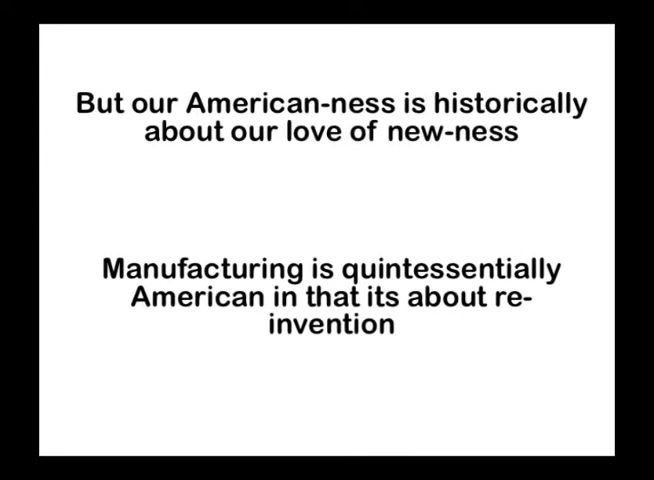 But our American-ness is historically
about our love of new-ness
Manufacturing is quintessentially
American in that its about re-
invention